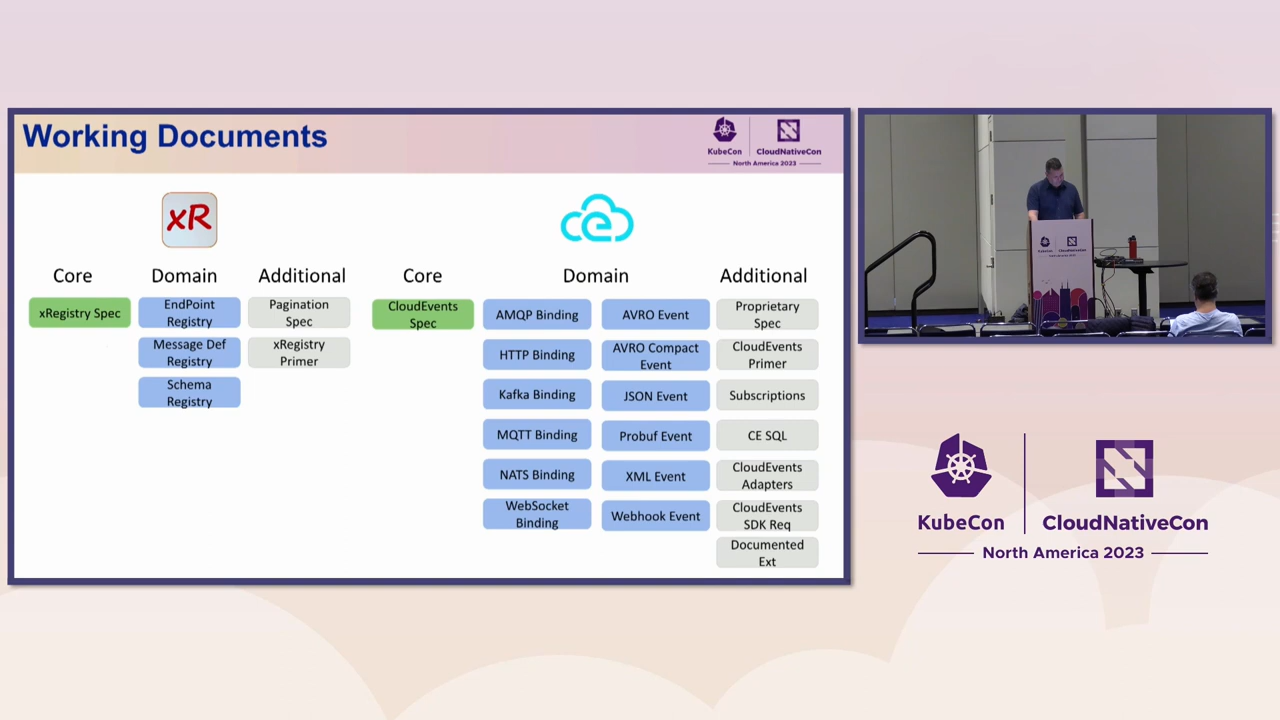 Working Documents
KubeCon
CloudNativeCon
North America 2023
xR
Core
Domain
Additional
xRegistry Spec
EndPoint
Registry
Message Def
Registry
Schema
Registry
Pagination
Spec
xRegistry
Primer
e
Core
Domain
Additional
CloudEvents
Spec
AMQP Binding
HTTP Binding
Kafka Binding
MQTT Binding
NATS Binding
WebSocket
Binding
AVRO Event
AVRO Compact
Event
JSON Event
Probuf Event
XML Event
Webhook Event
Proprietary
Spec
CloudEvents
Primer
Subscriptions
CE SQL
CloudEvents
Adapters
CloudEvents
SDK Req
Documented
Ext
KubeCon
CloudNativeCon
North America 2023